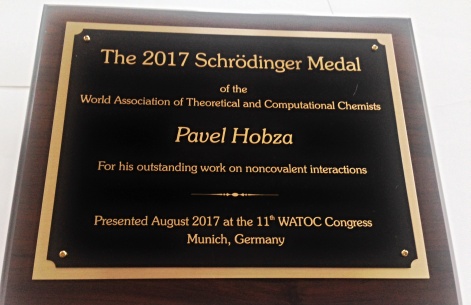 The 2017 Schrödinger Medal
of the
World Association of Theoretical and Computational Chemists
Pavel Hobza
For his outstanding work on noncovalent interactions
Presented August 2017 at the 11th WATOC Congress
Munich, Germany